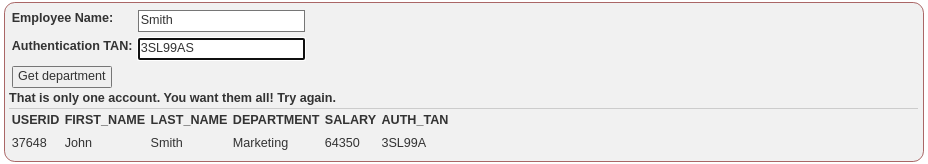 Employee Name: Smith
Authentication TAN: 3SL99AS
Get department
That is only one account. You want them all! Try again.
USERID FIRST_NAME LAST_NAME DEPARTMENT SALARY AUTH_TAN
37648 John Smith Marketing 64350 3SL99A